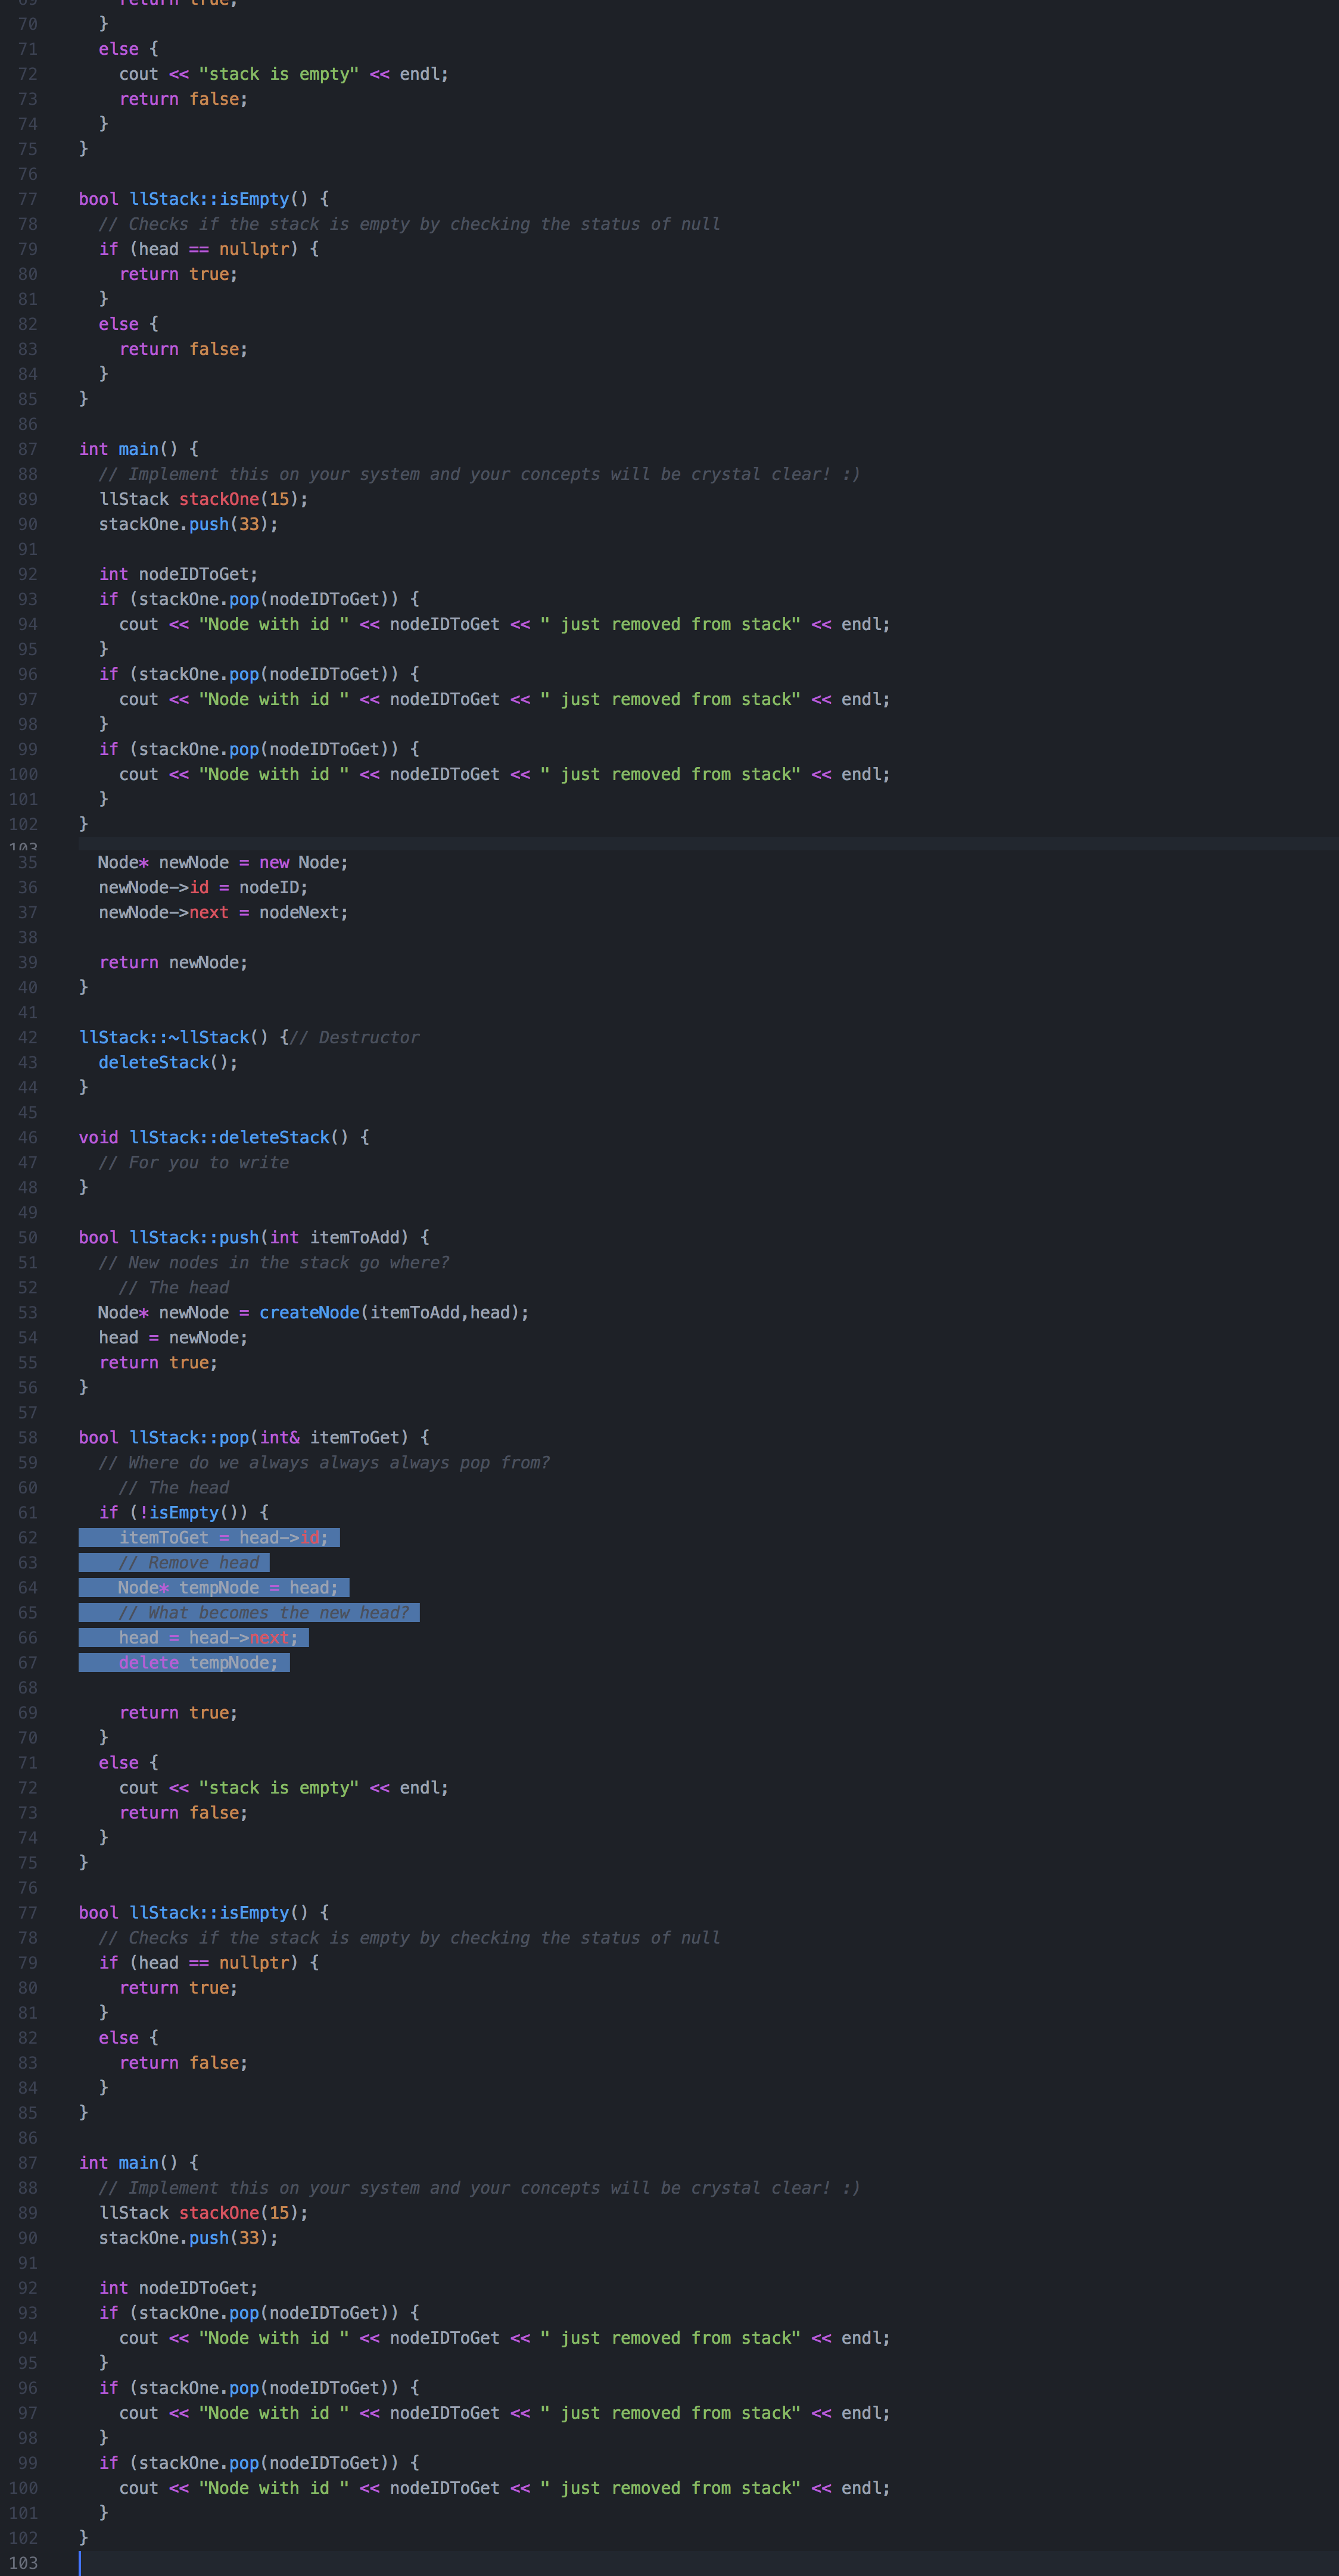 69 return true;
70 }
71 else {
72 cout << "stack is empty" << endl;
73 return false;
74 }
75 }
76
77 bool llStack::isEmpty() {
78 // Checks if the stack is empty by checking the status of null
79 if (head == nullptr) {
80 return true;
81 }
82 else {
83 return false;
84 }
85 }
86
87 int main() {
88 // Implement this on your system and your concepts will be crystal clear! :)
89 llStack stackOne(15);
90 stackOne.push(33);
91
92 int nodeIDToGet;
93 if (stackOne.pop(nodeIDToGet)) {
94 cout << "Node with id " << nodeIDToGet << " just removed from stack" << endl;
95 }
96 if (stackOne.pop(nodeIDToGet)) {
97 cout << "Node with id " << nodeIDToGet << " just removed from stack" << endl;
98 }
99 if (stackOne.pop(nodeIDToGet)) {
100 cout << "Node with id " << nodeIDToGet << " just removed from stack" << endl;
101 }
102 }
103
35 Node* newNode = new Node;
36 newNode->id = nodeID;
37 newNode->next = nodeNext;
38
39 return newNode;
40 }
41
42 llStack::~llStack() {// Destructor
43 deleteStack();
44 }
45
46 void llStack::deleteStack() {
47 // For you to write
48 }
49
50 bool llStack::push(int itemToAdd) {
51 // New nodes in the stack go where?
52 // The head
53 Node* newNode = createNode(itemToAdd,head);
54 head = newNode;
55 return true;
56 }
57
58 bool llStack::pop(int& itemToGet) {
59 // Where do we always always always pop from?
60 // The head
61 if (!isEmpty()) {
62 itemToGet = head->id;
63 // Remove head
64 Node* tempNode = head;
65 // What becomes the new head?
66 head = head->next;
67 delete tempNode;
68
69 return true;
70 }
71 else {
72 cout << "stack is empty" << endl;
73 return false;
74 }
75 }
76
77 bool llStack::isEmpty() {
78 // Checks if the stack is empty by checking the status of null
79 if (head == nullptr) {
80 return true;
81 }
82 else {
83 return false;
84 }
85 }
86
87 int main() {
88 // Implement this on your system and your concepts will be crystal clear! :)
89 llStack stackOne(15);
90 stackOne.push(33);
91
92 int nodeIDToGet;
93 if (stackOne.pop(nodeIDToGet)) {
94 cout << "Node with id " << nodeIDToGet << " just removed from stack" << endl;
95 }
96 if (stackOne.pop(nodeIDToGet)) {
97 cout << "Node with id " << nodeIDToGet << " just removed from stack" << endl;
98 }
99 if (stackOne.pop(nodeIDToGet)) {
100 cout << "Node with id " << nodeIDToGet << " just removed from stack" << endl;
101 }
102 }
103